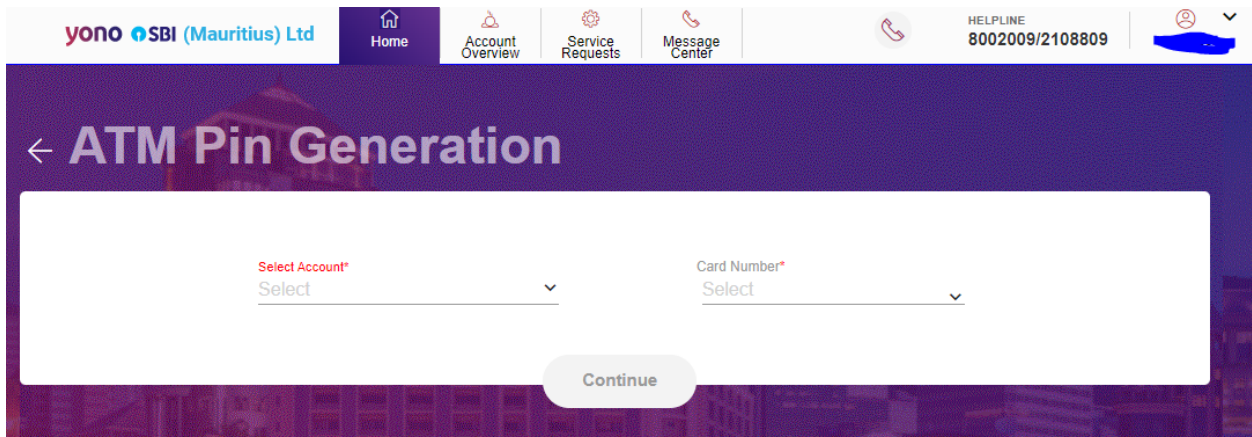 yono SBI (Mauritius) Ltd
Home
Account
Overview
Service
Requests
Message
Center
HELPLINE
8002009/2108809
ATM Pin Generation
Select Account*
Select
Card Number*
Select
Continue